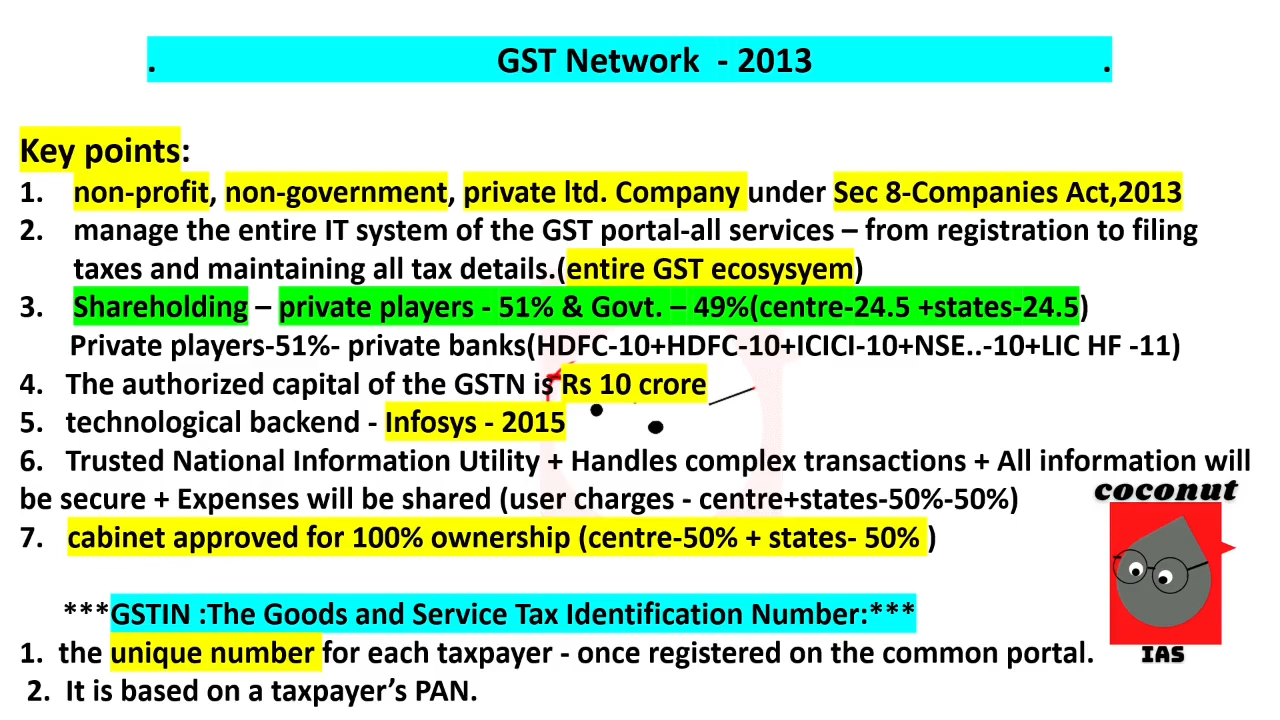 . GST Network - 2013 .
Key points:
1. non-profit, non-government, private ltd. Company under Sec 8-Companies Act,2013
2. manage the entire IT system of the GST portal-all services – from registration to filing
taxes and maintaining all tax details.(entire GST ecosysyem)
3. Shareholding – private players - 51% & Govt. – 49%(centre-24.5 +states-24.5)
Private players-51%- private banks(HDFC-10+HDFC-10+ICICI-10+NSE..-10+LIC HF -11)
4. The authorized capital of the GSTN is Rs 10 crore
5. technological backend - Infosys - 2015
6. Trusted National Information Utility + Handles complex transactions + All information will
be secure + Expenses will be shared (user charges - centre+states-50%-50%)
7. cabinet approved for 100% ownership (centre-50% + states- 50% )
coconut
IAS
***GSTIN :The Goods and Service Tax Identification Number:***
1. the unique number for each taxpayer - once registered on the common portal.
2. It is based on a taxpayer’s PAN.